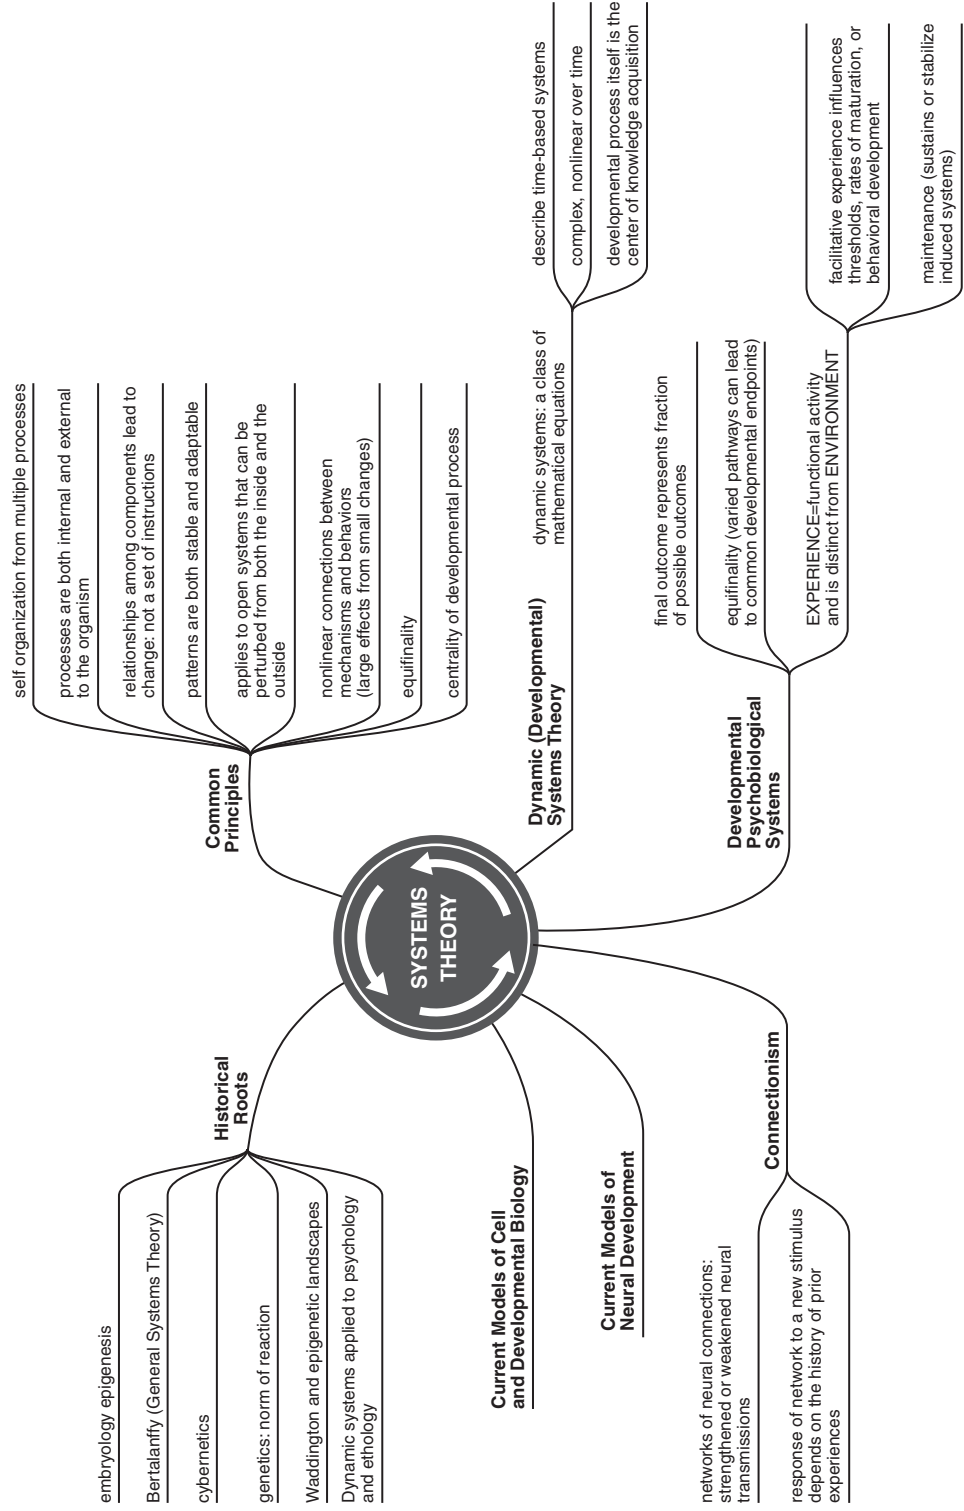 SYSTEMS
THEORY
Historical
Roots
embryology epigenesis
Bertalanffy (General Systems Theory)
cybernetics
genetics: norm of reaction
Waddington and epigenetic landscapes
Dynamic systems applied to psychology
and ethology
Common
Principles
self organization from multiple processes
processes are both internal and external
to the organism
relationships among components lead to
change: not a set of instructions
patterns are both stable and adaptable
applies to open systems that can be
perturbed from both the inside and the
outside
nonlinear connections between
mechanisms and behaviors
(large effects from small changes)
equifinality
centrality of developmental process
Current Models of Cell
and Developmental Biology
Current Models of
Neural Development
Dynamic (Developmental)
Systems Theory
dynamic systems: a class of
mathematical equations
describe time-based systems
complex, nonlinear over time
developmental process itself is the
center of knowledge acquisition
Connectionism
networks of neural connections:
strengthened or weakened neural
transmissions
response of network to a new stimulus
depends on the history of prior
experiences
Developmental
Psychobiological
Systems
final outcome represents fraction
of possible outcomes
equifinality (varied pathways can lead
to common developmental endpoints)
EXPERIENCE=functional activity
and is distinct from ENVIRONMENT
facilitative experience influences
thresholds, rates of maturation, or
behavioral development
maintenance (sustains or stabilize
induced systems)